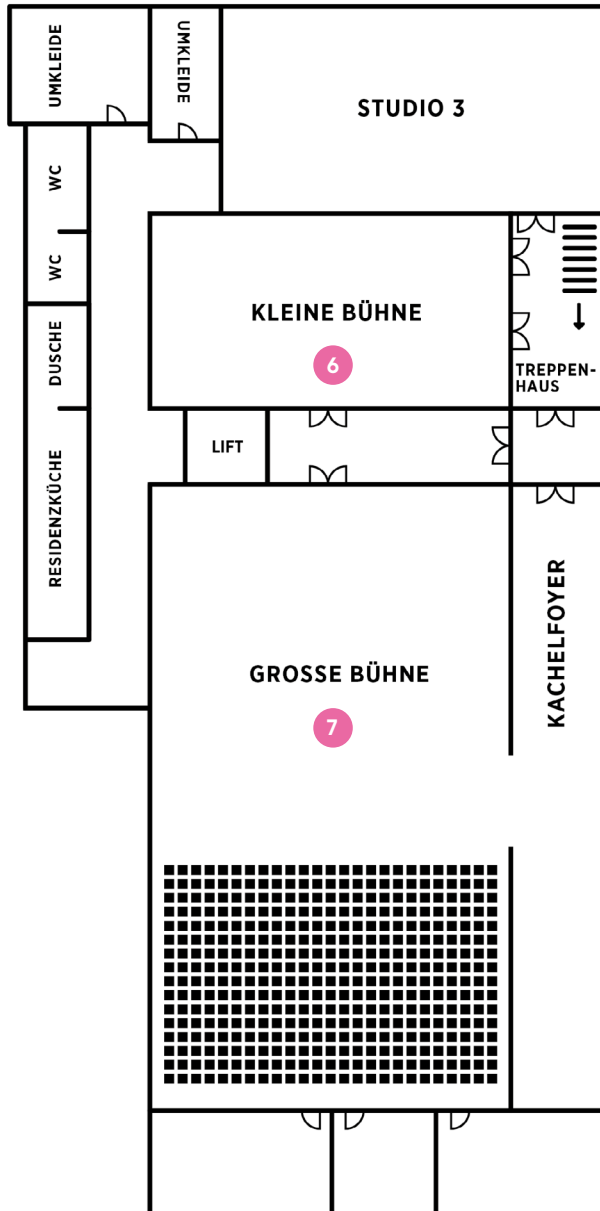 UMKLEIDE
UMKLEIDE
STUDIO 3
WC
WC
KLEINE BÜHNE
6
TREPPEN-
HAUS
DUSCHE
LIFT
RESIDENZKÜCHE
KACHELFOYER
GROSSE BÜHNE
7